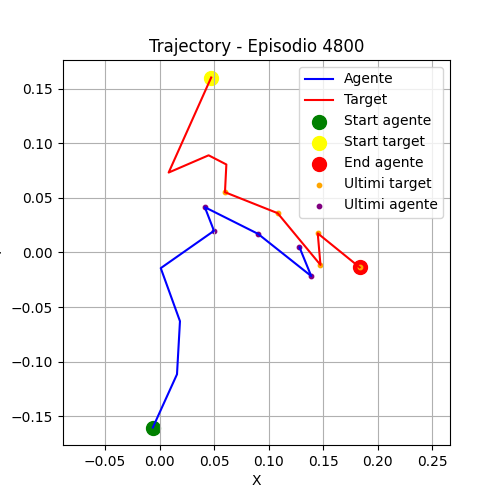 Trajectory - Episodio 4800
Agente
Target
Start agente
Start target
End agente
Ultimi target
Ultimi agente
0.15
0.10
0.05
0.00
−0.05
−0.10
−0.15
−0.05
0.00
0.05
0.10
0.15
0.20
0.25
X